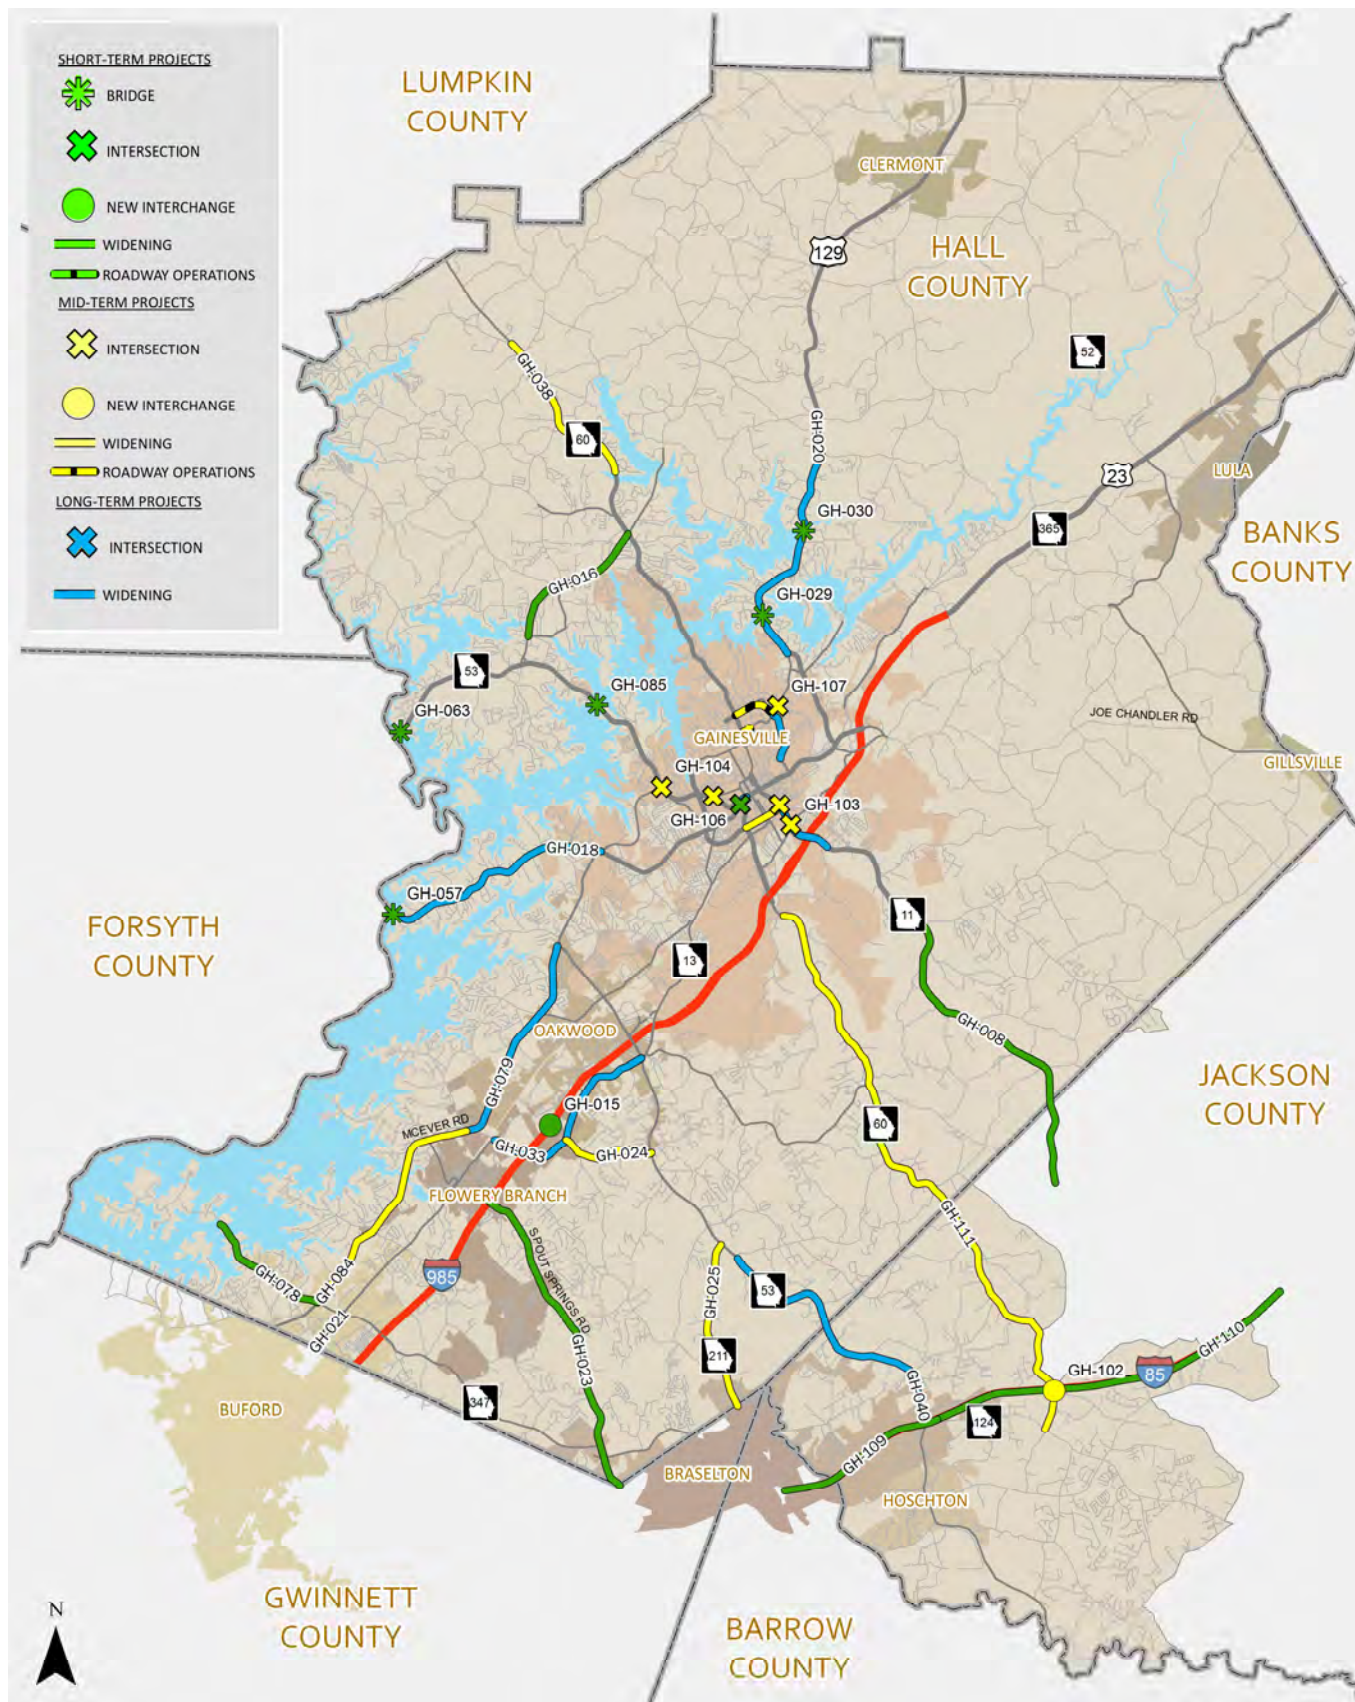 SHORT-TERM PROJECTS
BRIDGE
INTERSECTION
NEW INTERCHANGE
WIDENING
ROADWAY OPERATIONS
MID-TERM PROJECTS
INTERSECTION
NEW INTERCHANGE
WIDENING
ROADWAY OPERATIONS
LONG-TERM PROJECTS
INTERSECTION
WIDENING
LUMPKIN
COUNTY
CLERMONT
129
HALL
COUNTY
52
GH-038
60
GH-020
23
LULA
365
BANKS
COUNTY
GH-030
GH-016
GH-029
53
GH-085
GH-107
GH-063
JOE CHANDLER RD
GAINESVILLE
GILLSVILLE
GH-104
GH-103
GH-106
GH-018
GH-057
11
FORSYTH
COUNTY
13
OAKWOOD
GH-008
GH-079
JACKSON
COUNTY
GH-015
MCEVER RD
60
GH-033
GH-024
FLOWERY BRANCH
GH-111
SPOUT SPRINGS RD
985
GH-078
GH-084
GH-025
53
GH-021
GH-110
211
GH-023
GH-102
85
347
GH-040
BUFORD
124
GH-109
BRASELTON
HOSCHTON
GWINNETT
COUNTY
N
BARROW
COUNTY